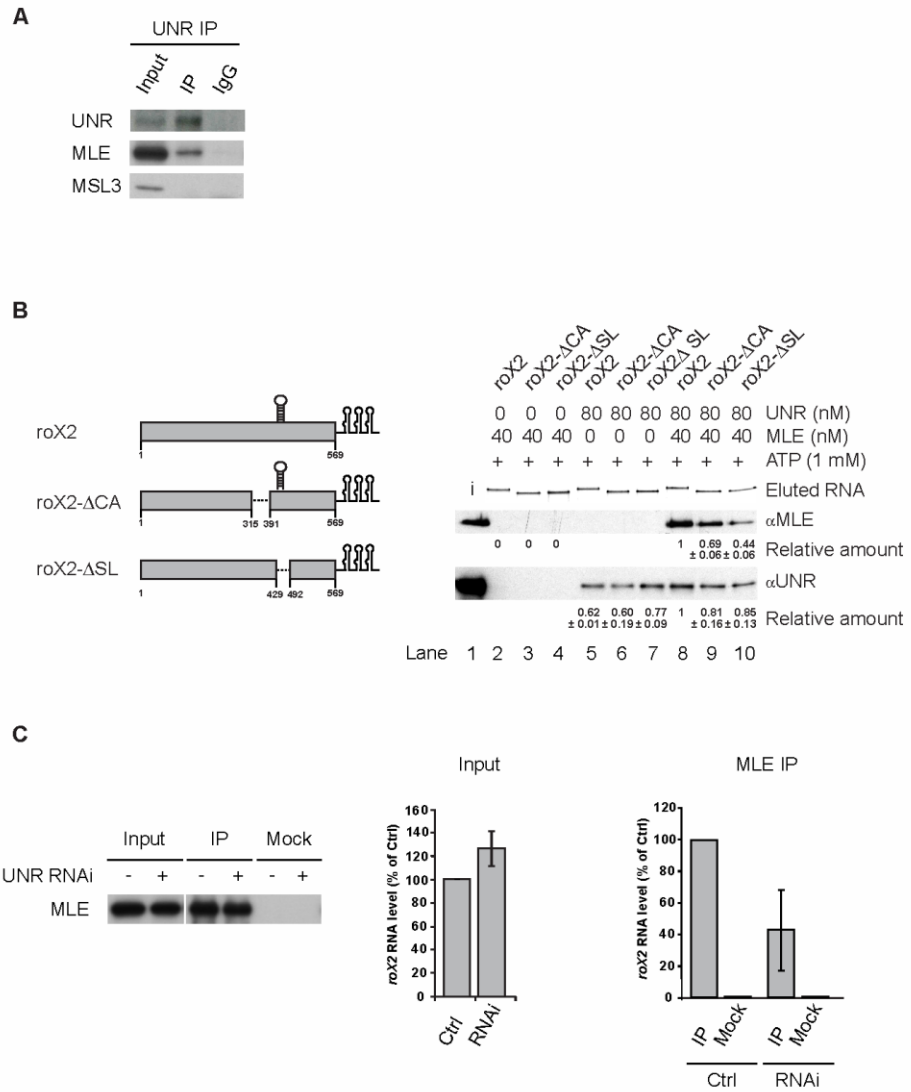 A
UNR IP
Input IP IgG
UNR
MLE
MSL3
B
roX2
1 569
roX2-ΔCA
1 315 391 569
roX2-ΔSL
1 429 492 569
roX2 roX2-ΔCA roX2-ΔSL roX2 roX2-ΔCA roX2Δ SL roX2 roX2-ΔCA roX2-ΔSL
0 0 0 80 80 80 80 80 80 UNR (nM)
40 40 40 0 0 0 40 40 40 MLE (nM)
+ + + + + + + + + ATP (1 mM)
i Eluted RNA
αMLE
0 0 0 1 0.69 0.44 Relative amount
± 0.06 ± 0.06
αUNR
0.62 0.60 0.77 1 0.81 0.85 Relative amount
± 0.01 ± 0.19 ± 0.09 ± 0.16 ± 0.13
Lane 1 2 3 4 5 6 7 8 9 10
C
Input IP Mock
UNR RNAi - + - + - +
MLE
Input
roX2 RNA level (% of Ctrl)
160
140
120
100
80
60
40
20
0
Ctrl RNAi
MLE IP
roX2 RNA level (% of Ctrl)
120
100
80
60
40
20
0
IP Mock IP Mock
Ctrl RNAi